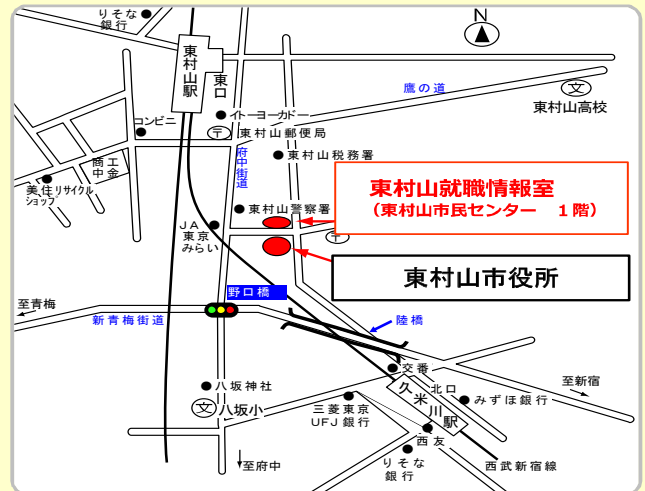 りそな
銀行
N
東村山駅
東口
鷹の道
文
東村山高校
イトーヨーカドー
コンビニ
〒
東村山郵便局
府中街道
東村山税務署
商工
中金
美住リサイクル
ショップ
東村山就職情報室
(東村山市民センター 1階)
東村山警察署
〒
JA
東京
みらい
東村山市役所
野口橋
至青梅
新青梅街道
陸橋
交番
至新宿
八坂神社
北口
久米川駅
みずほ銀行
文
八坂小
三菱東京
UFJ銀行
西友
至府中
りそな
銀行
西武新宿線